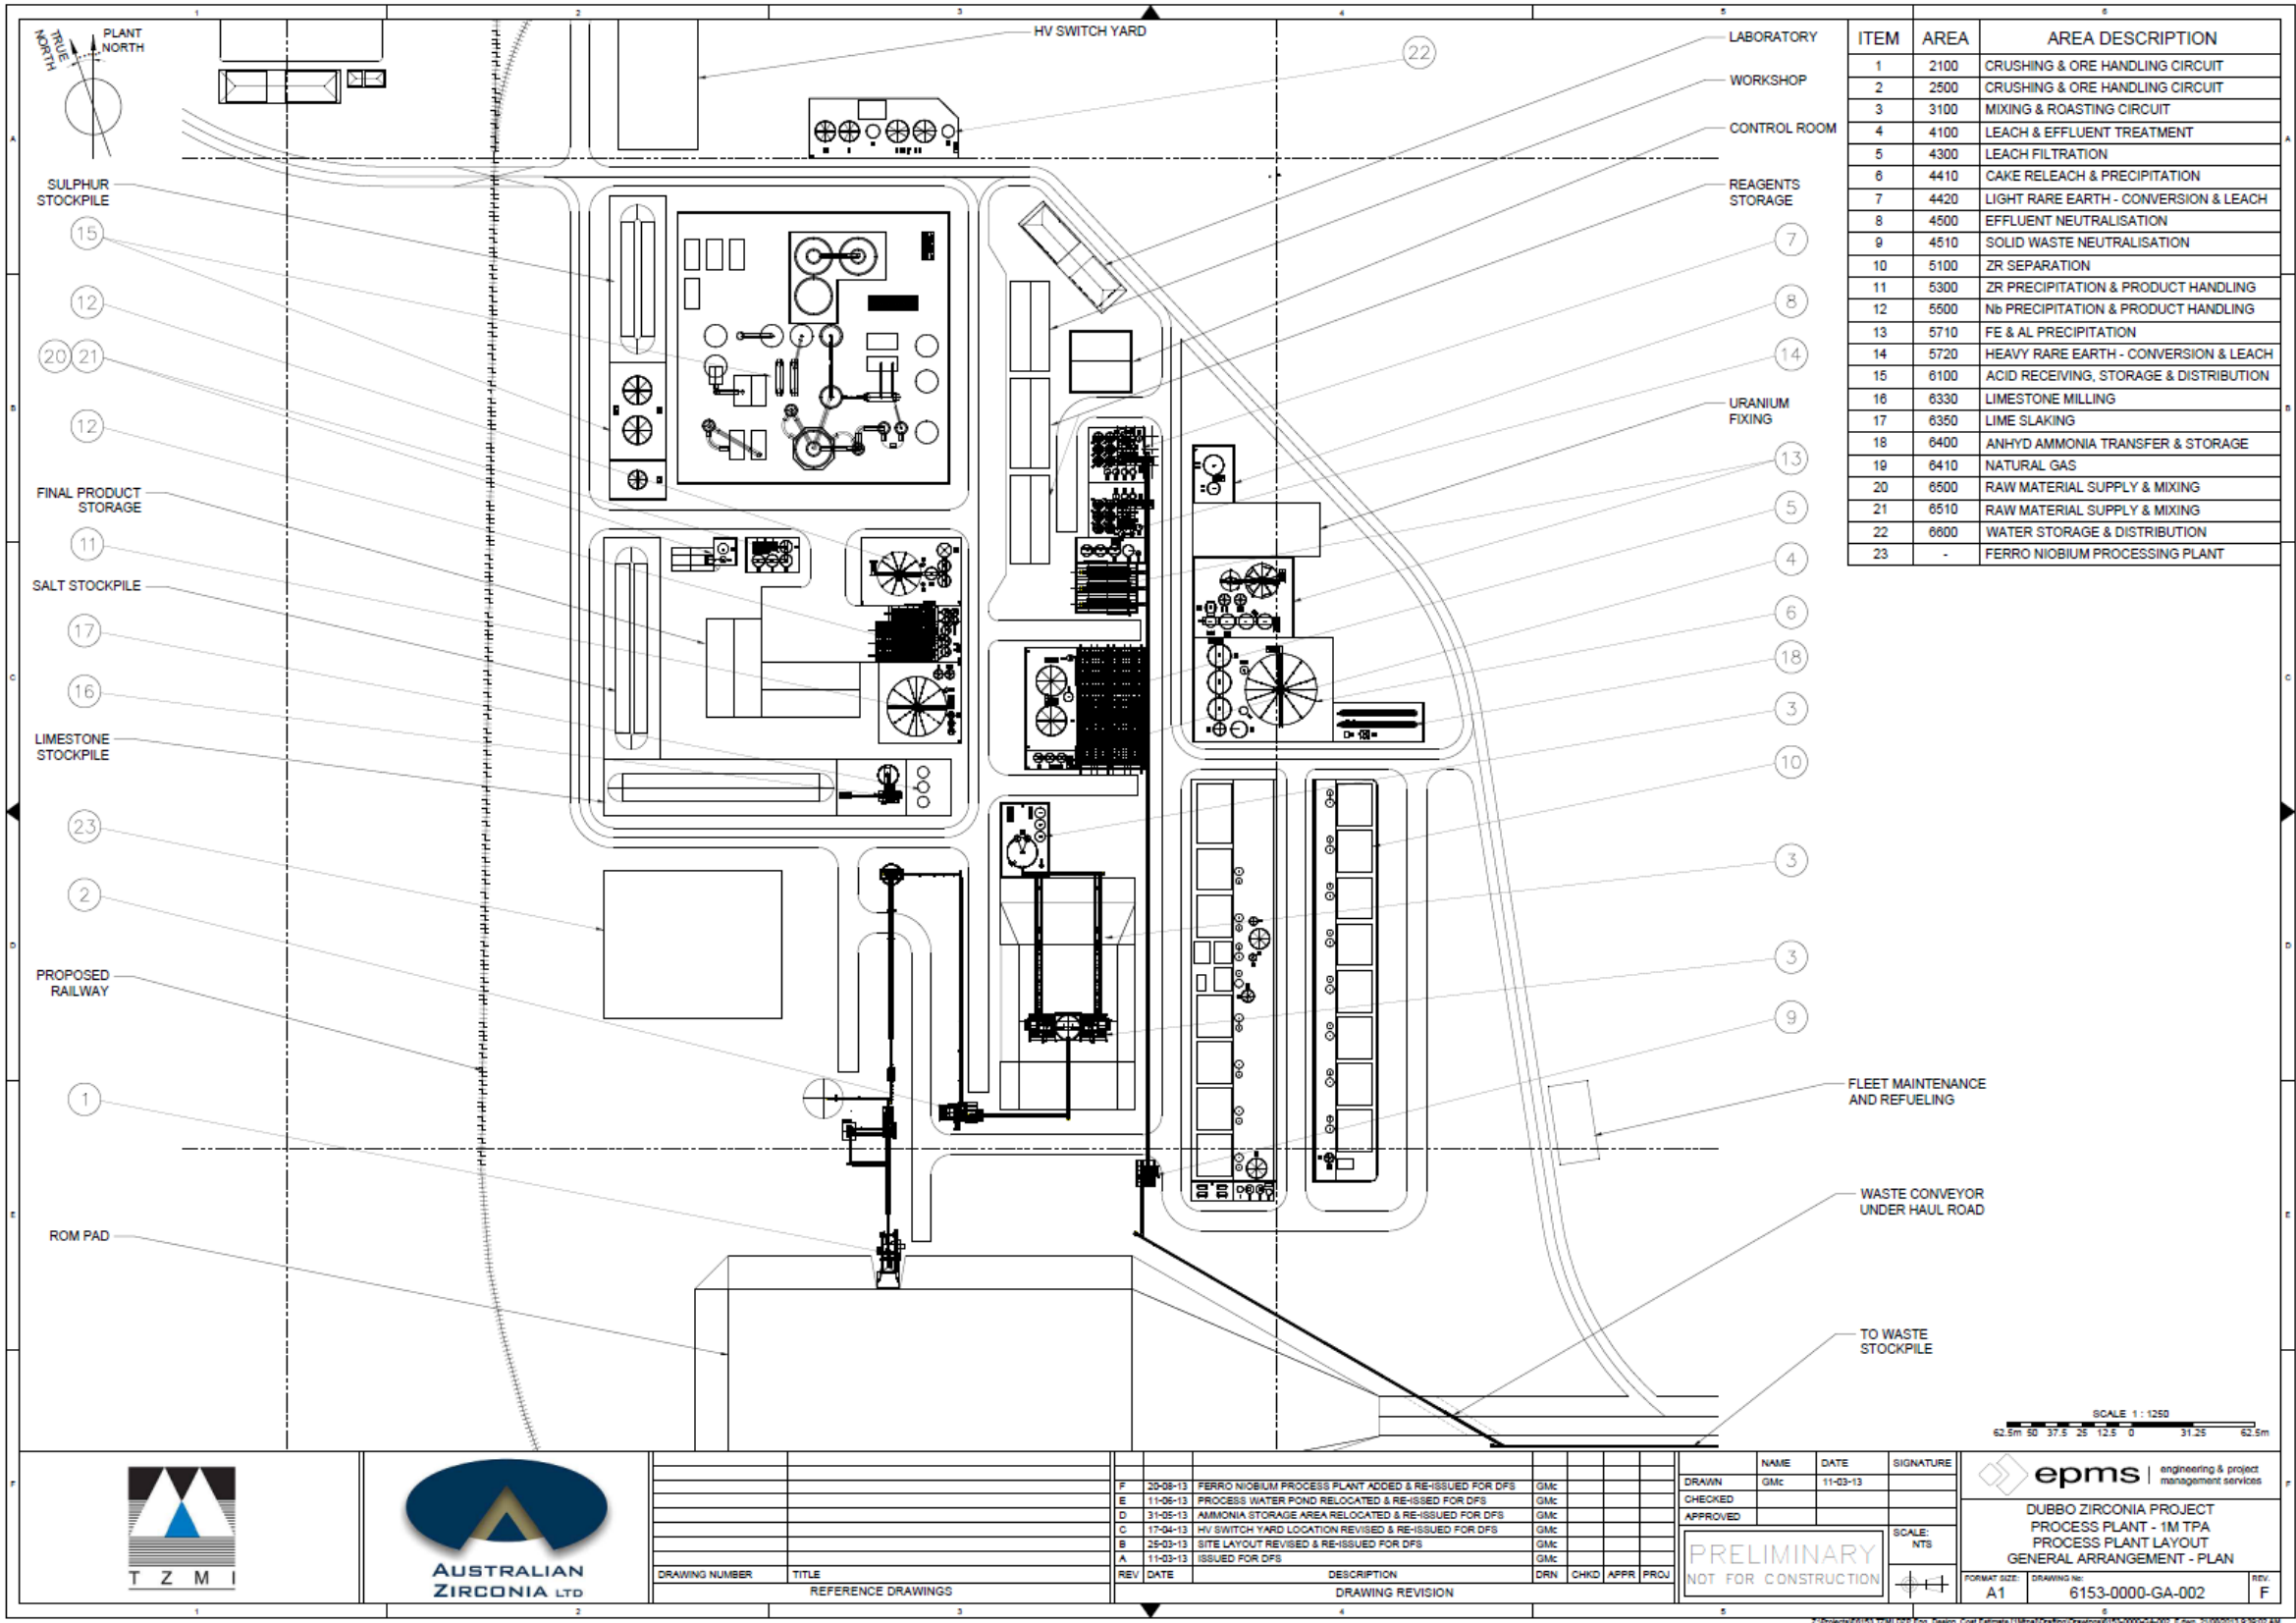 PLANT
NORTH
TRUE
NORTH
HV SWITCH YARD
22
LABORATORY
WORKSHOP
CONTROL ROOM
REAGENTS
STORAGE
7
8
14
URANIUM
FIXING
13
5
4
6
18
3
10
3
3
9
FLEET MAINTENANCE
AND REFUELING
WASTE CONVEYOR
UNDER HAUL ROAD
TO WASTE
STOCKPILE
SULPHUR
STOCKPILE
15
12
20 21
12
FINAL PRODUCT
STORAGE
11
SALT STOCKPILE
17
16
LIMESTONE
STOCKPILE
23
2
PROPOSED
RAILWAY
1
ROM PAD
ITEM AREA AREA DESCRIPTION
1 2100 CRUSHING & ORE HANDLING CIRCUIT
2 2500 CRUSHING & ORE HANDLING CIRCUIT
3 3100 MIXING & ROASTING CIRCUIT
4 4100 LEACH & EFFLUENT TREATMENT
5 4300 LEACH FILTRATION
6 4410 CAKE RELEACH & PRECIPITATION
7 4420 LIGHT RARE EARTH - CONVERSION & LEACH
8 4500 EFFLUENT NEUTRALISATION
9 4510 SOLID WASTE NEUTRALISATION
10 5100 ZR SEPARATION
11 5300 ZR PRECIPITATION & PRODUCT HANDLING
12 5500 Nb PRECIPITATION & PRODUCT HANDLING
13 5710 FE & AL PRECIPITATION
14 5720 HEAVY RARE EARTH - CONVERSION & LEACH
15 6100 ACID RECEIVING, STORAGE & DISTRIBUTION
16 6330 LIMESTONE MILLING
17 6350 LIME SLAKING
18 6400 ANHYD AMMONIA TRANSFER & STORAGE
19 6410 NATURAL GAS
20 6500 RAW MATERIAL SUPPLY & MIXING
21 6510 RAW MATERIAL SUPPLY & MIXING
22 6600 WATER STORAGE & DISTRIBUTION
23 - FERRO NIOBIUM PROCESSING PLANT
SCALE 1 : 1250
62.5m 50 37.5 25 12.5 0 31.25 62.5m
TZMI
AUSTRALIAN
ZIRCONIA LTD
DRAWING NUMBER TITLE
REFERENCE DRAWINGS
F 20-08-13 FERRO NIOBIUM PROCESS PLANT ADDED & RE-ISSUED FOR DFS GMc
E 11-06-13 PROCESS WATER POND RELOCATED & RE-ISSED FOR DFS GMc
D 31-05-13 AMMONIA STORAGE AREA RELOCATED & RE-ISSUED FOR DFS GMc
C 17-04-13 HV SWITCH YARD LOCATION REVISED & RE-ISSUED FOR DFS GMc
B 25-03-13 SITE LAYOUT REVISED & RE-ISSUED FOR DFS GMc
A 11-03-13 ISSUED FOR DFS GMc
REV DATE DESCRIPTION DRN CHKD APPR PROJ
DRAWING REVISION
NAME DATE SIGNATURE
DRAWN GMc 11-03-13
CHECKED
APPROVED
PRELIMINARY
NOT FOR CONSTRUCTION
SCALE:
NTS
epms engineering & project
management services
DUBBO ZIRCONIA PROJECT
PROCESS PLANT - 1M TPA
PROCESS PLANT LAYOUT
GENERAL ARRANGEMENT - PLAN
FORMAT SIZE: DRAWING No: REV.
A1 6153-0000-GA-002 F